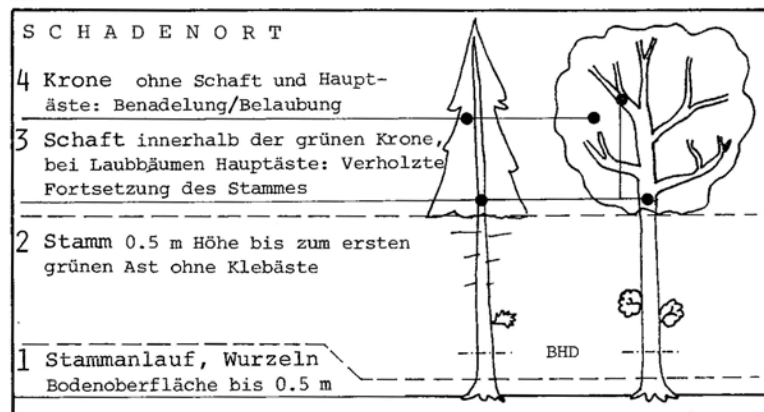 SCHADENORT
4 Krone ohne Schaft und Haupt-
äste: Benadelung/Belaubung
3 Schaft innerhalb der grünen Krone,
bei Laubbäumen Hauptäste: Verholzte
Fortsetzung des Stammes
2 Stamm 0.5 m Höhe bis zum ersten
grünen Ast ohne Klebäste
1 Stammanlauf, Wurzeln
Bodenoberfläche bis 0.5 m
BHD